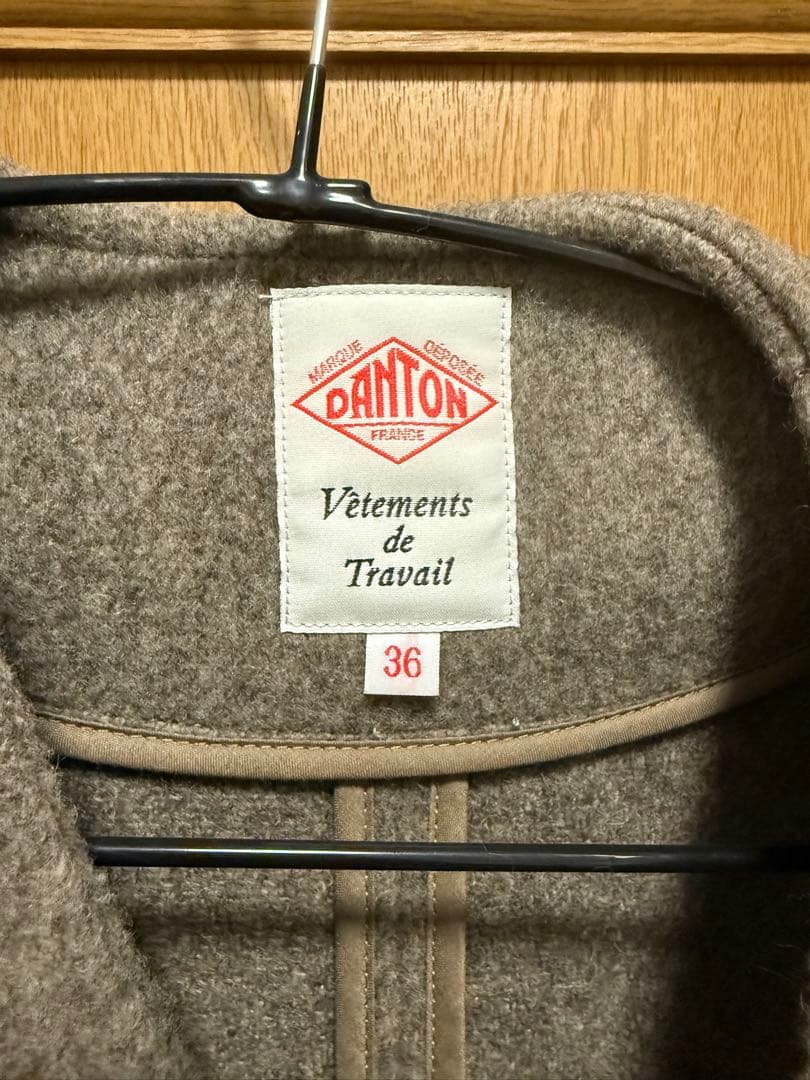 MARQUE DÉPOSÉE
DANTON
FRANCE
Vêtements
de
Travail
36